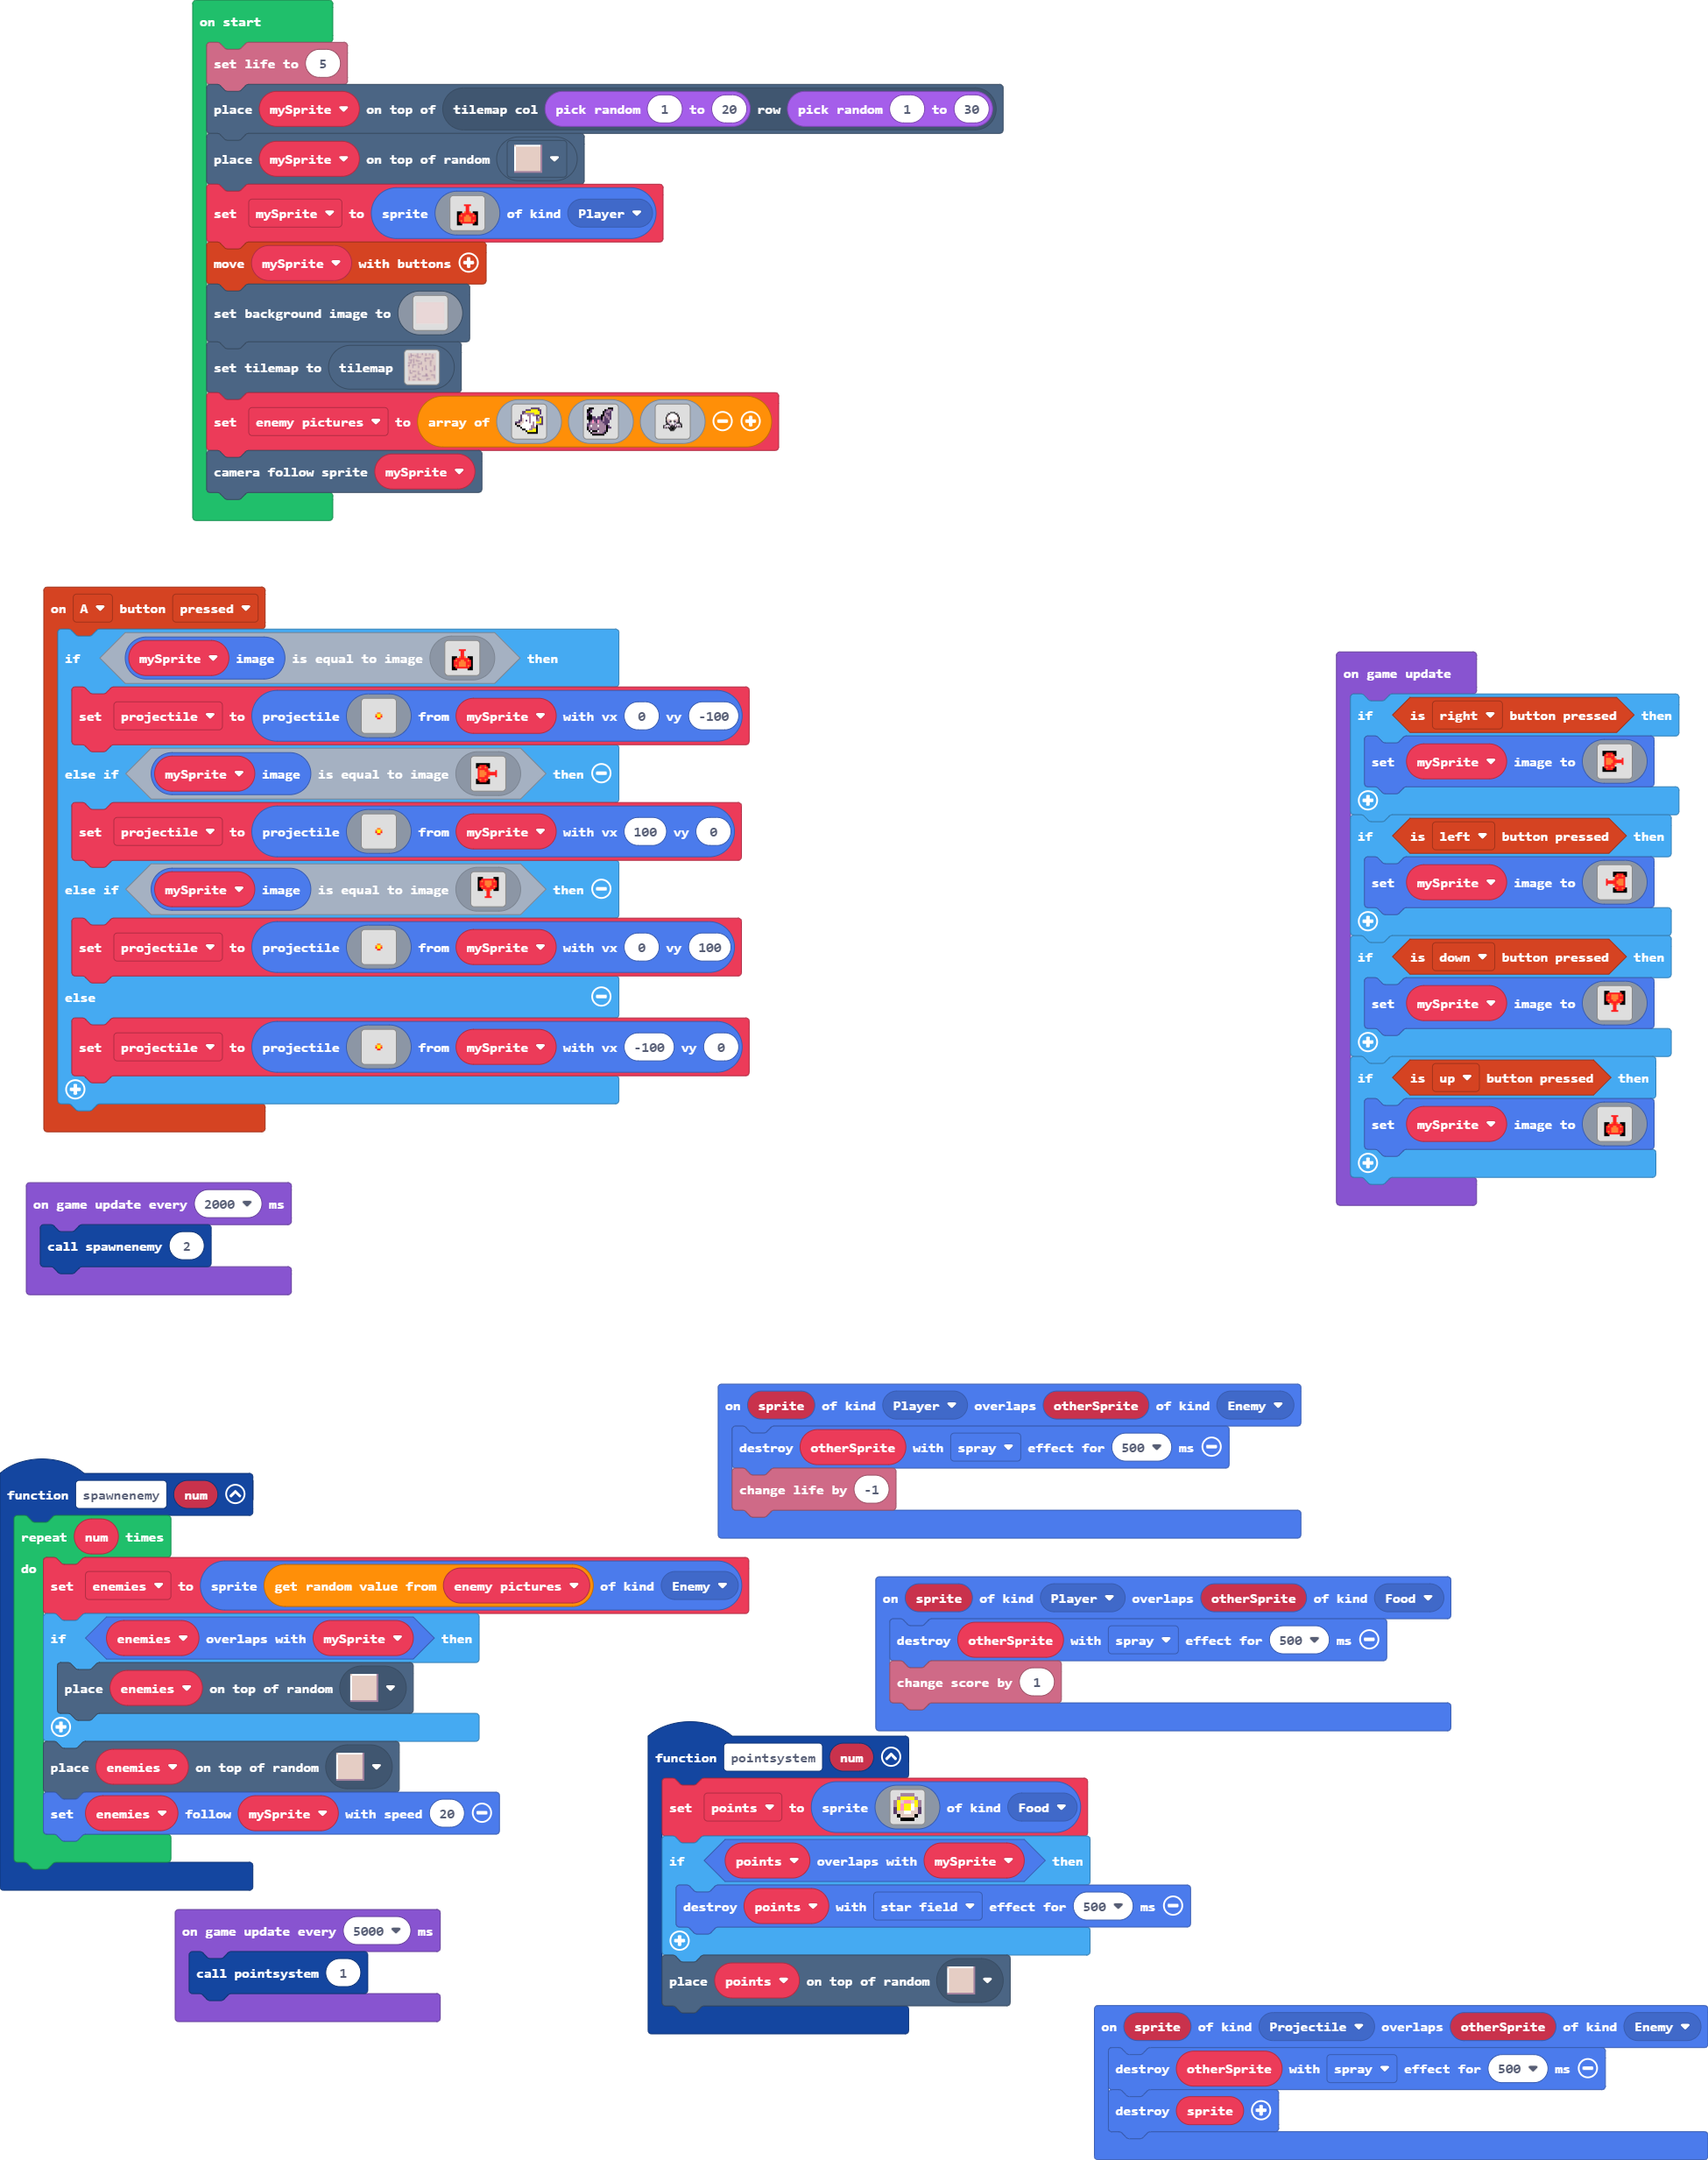 on start
set life to 5
place mySprite on top of tilemap col pick random 1 to 20 row pick random 1 to 30
place mySprite on top of random
set mySprite to sprite of kind Player
move mySprite with buttons
set background image to
set tilemap to tilemap
set enemy pictures to array of
camera follow sprite mySprite
on A button pressed
if mySprite image is equal to image then
set projectile to projectile from mySprite with vx 0 vy -100
else if mySprite image is equal to image then
set projectile to projectile from mySprite with vx 100 vy 0
else if mySprite image is equal to image then
set projectile to projectile from mySprite with vx 0 vy 100
else
set projectile to projectile from mySprite with vx -100 vy 0
on game update
if is right button pressed then
set mySprite image to
if is left button pressed then
set mySprite image to
if is down button pressed then
set mySprite image to
if is up button pressed then
set mySprite image to
on game update every 2000 ms
call spawnenemy 2
on sprite of kind Player overlaps otherSprite of kind Enemy
destroy otherSprite with spray effect for 500 ms
change life by -1
function spawnenemy num
repeat num times
do
set enemies to sprite get random value from enemy pictures of kind Enemy
if enemies overlaps with mySprite then
place enemies on top of random
place enemies on top of random
set enemies follow mySprite with speed 20
on sprite of kind Player overlaps otherSprite of kind Food
destroy otherSprite with spray effect for 500 ms
change score by 1
function pointsystem num
set points to sprite of kind Food
if points overlaps with mySprite then
destroy points with star field effect for 500 ms
place points on top of random
on game update every 5000 ms
call pointsystem 1
on sprite of kind Projectile overlaps otherSprite of kind Enemy
destroy otherSprite with spray effect for 500 ms
destroy sprite